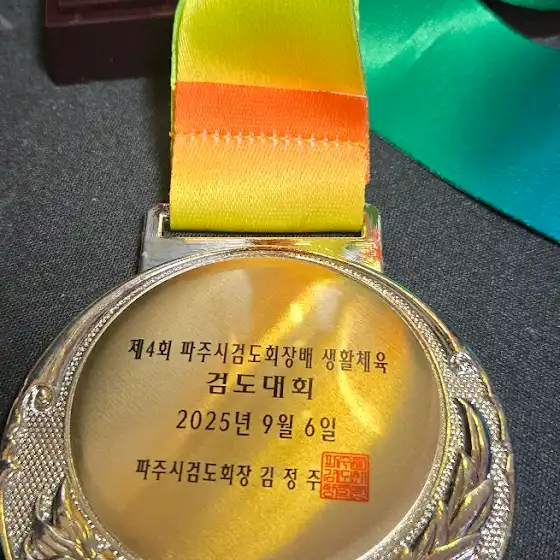 제4회 파주시검도회장배 생활체육
검도대회
2025년 9월 6일
파주시검도회장 김정주